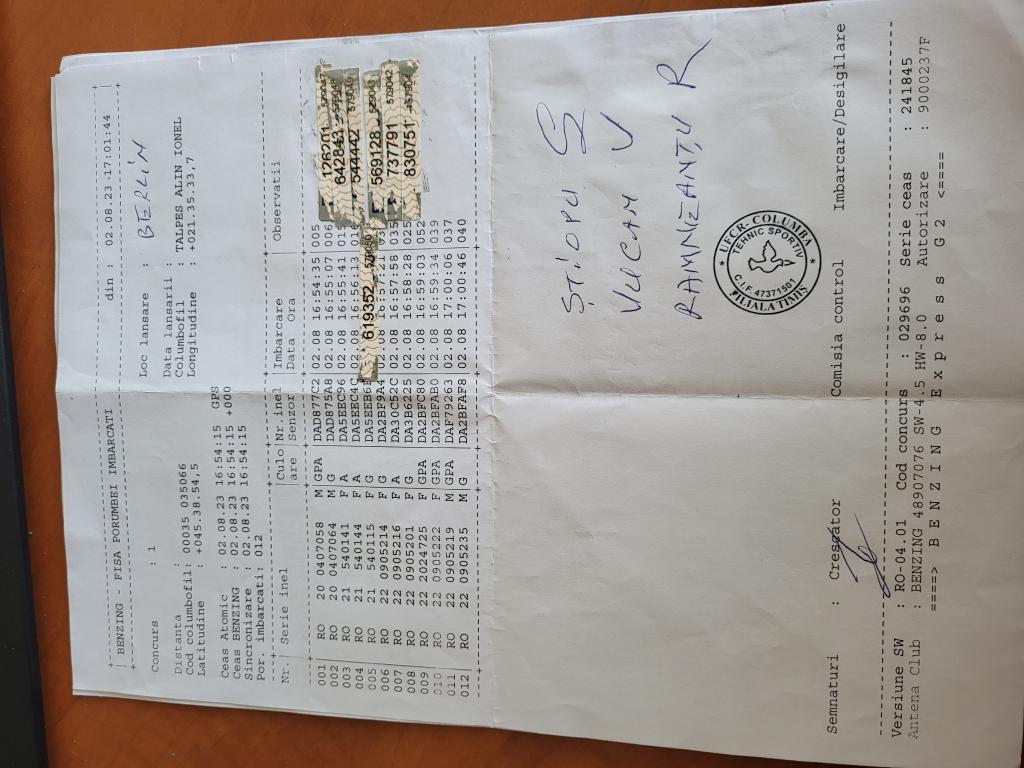 BENZING - FISA PORUMBEI IMBARCATI din : 02.08.23 17:01:44
Concurs : 1 Loc lansare : BERLIN
Distanta Data lansarii :
Cod columbofil: 00035 035066 Columbofil : TALPES ALIN IONEL
Latitudine : +045.38.54,5 Longitudine : +021.35.33,7
GPS
Ceas Atomic : 02.08.23 16:54:15 +000
Ceas BENZING : 02.08.23 16:54:15
Sincronizare : 02.08.23 16:54:15
Por. imbarcati: 012
Nr. | Serie inel |Culo|Nr.inel |Imbarcare |Observatii
are Senzor Data Ora
001 RO 20 0407058 M GPA DAD877C2 02.08 16:54:35 005
002 RO 20 0407064 M G DAD875A8 02.08 16:55:07 006
003 RO 21 540141 F A DA5EEC96 02.08 16:55:41
004 RO 21 540144 F A DA5EEC4C 02.08 16:56:1
005 RO 21 540115 F G DA5EEB6
006 RO 22 0905214 F G DA2BF9A4 02.08
007 RO 22 0905216 F A DA30C52C 02.08 16:57:58 035
008 RO 22 0905201 F G DA3B6225 02.08 16:58:28 025
009 RO 22 2024725 F GPA 02.08 16:59:03 052
010 RO 22 0905222 F GPA DA2BFAB0 02.08 16:59:34 039
011 RO 22 0905219 M GPA DAF79263 02.08 17:00:06 037
012 RO 22 0905235 M G DA2BFAF8 02.08 17:00:46 040
126201
642843
544442
619352
569128 579041
737791 579042
830751
ȘTIOPU S
VUCAN V
RAMNEANȚU R
UFCR COLUMBA
TEHNIC SPORTIV
C.I.F. 47371501
FILIALA TIMIS
Semnaturi : Crescător Comisia control Imbarcare/Desigilare
Versiune SW : RO-04.01 Cod concurs : 029696 Serie ceas : 241845
Antena Club : BENZING 48907076 SW-4.5 HW-8.0 Autorizare : 9000237F
====> B E N Z I N G E x p r e s s G 2 <====